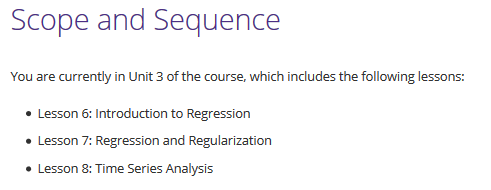 Scope and Sequence
You are currently in Unit 3 of the course, which includes the following lessons:
• Lesson 6: Introduction to Regression
• Lesson 7: Regression and Regularization
• Lesson 8: Time Series Analysis